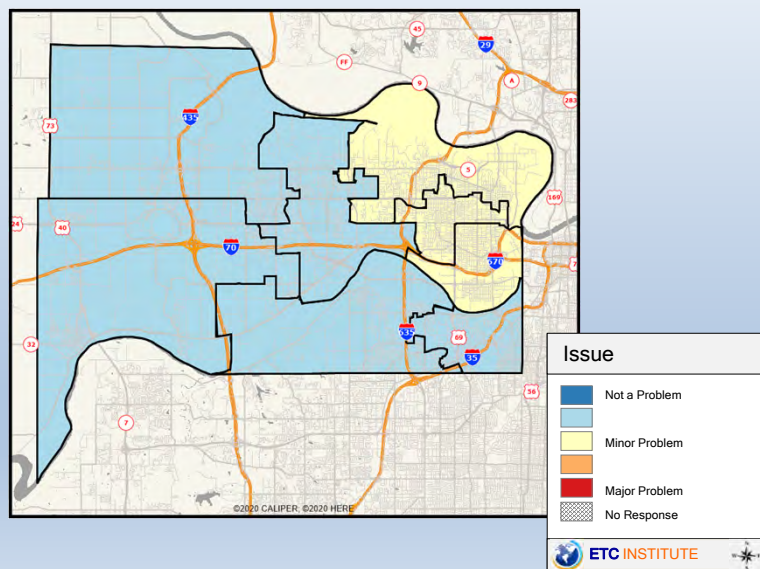 45
29
FF
A
9
283
435
73
5
169
24
40
70
670
7
32
635
69
35
56
7
©2020 CALIPER; ©2020 HERE
Issue
Not a Problem
Minor Problem
Major Problem
No Response
ETC INSTITUTE